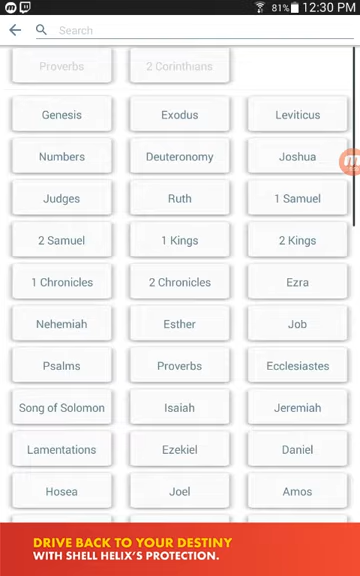 81% 12:30 PM
Search
Proverbs 2 Corinthians
Genesis Exodus Leviticus
Numbers Deuteronomy Joshua
Judges Ruth 1 Samuel
2 Samuel 1 Kings 2 Kings
1 Chronicles 2 Chronicles Ezra
Nehemiah Esther Job
Psalms Proverbs Ecclesiastes
Song of Solomon Isaiah Jeremiah
Lamentations Ezekiel Daniel
Hosea Joel Amos
DRIVE BACK TO YOUR DESTINY
WITH SHELL HELIX'S PROTECTION.